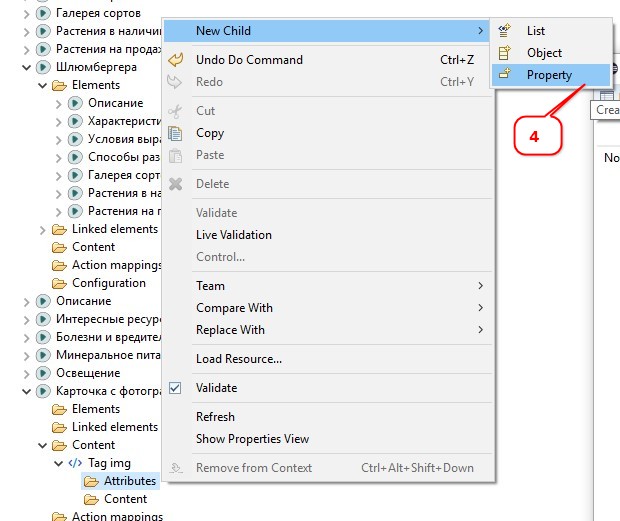 Галерея сортов
Растения в наличи
Растения на прода
Шлюмбергера
Elements
Описание
Характеристи
Условия выра
Способы раз
Галерея сорто
Растения в на
Растения на п
Linked elements
Content
Action mappings
Configuration
Описание
Интересные ресур
Болезни и вредител
Минеральное пита
Освещение
Карточка с фотогра
Elements
Linked elements
Content
Tag img
Attributes
Content
Action mappings
New Child
Undo Do Command Ctrl+Z
Redo Ctrl+Y
Cut
Copy
Paste
Delete
Validate
Live Validation
Control...
Team
Compare With
Replace With
Load Resource...
Validate
Refresh
Show Properties View
Remove from Context Ctrl+Alt+Shift+Down
List
Object
Property
4
Crea
No